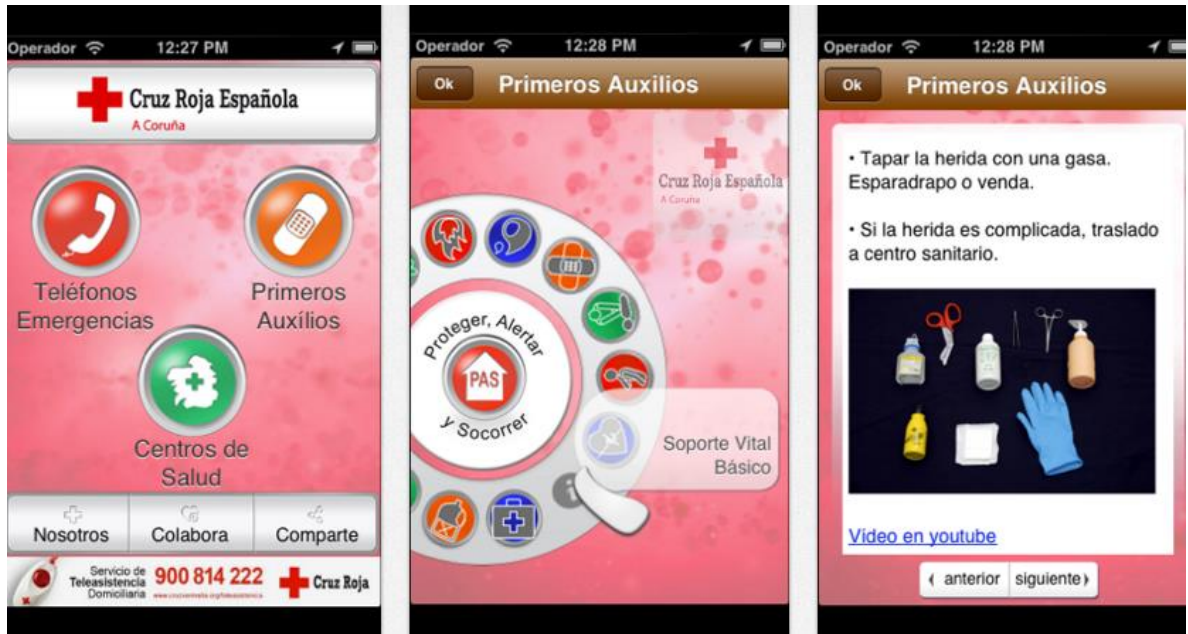 Operador 12:27 PM
Cruz Roja Española
A Coruña
Teléfonos
Emergencias
Primeros
Auxílios
Centros de
Salud
Nosotros
Colabora
Comparte
Servicio de
Teleasistencia
Domiciliaria
900 814 222
Cruz Roja
Operador 12:28 PM
Ok
Primeros Auxilios
Cruz Roja Española
A Coruña
Proteger, Alertar
PAS
y Socorrer
Soporte Vital
Básico
Operador 12:28 PM
Ok
Primeros Auxilios
• Tapar la herida con una gasa.
Esparadrapo o venda.
• Si la herida es complicada, traslado
a centro sanitario.
Vídeo en youtube
anterior
siguiente